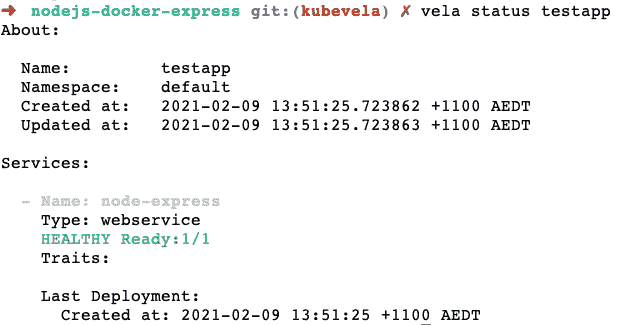 ➜ nodejs-docker-express git:(kubevela) ✗ vela status testapp
About:
Name: testapp
Namespace: default
Created at: 2021-02-09 13:51:25.723862 +1100 AEDT
Updated at: 2021-02-09 13:51:25.723863 +1100 AEDT
Services:
- Name: node-express
Type: webservice
HEALTHY Ready:1/1
Traits:
Last Deployment:
Created at: 2021-02-09 13:51:25 +1100 AEDT